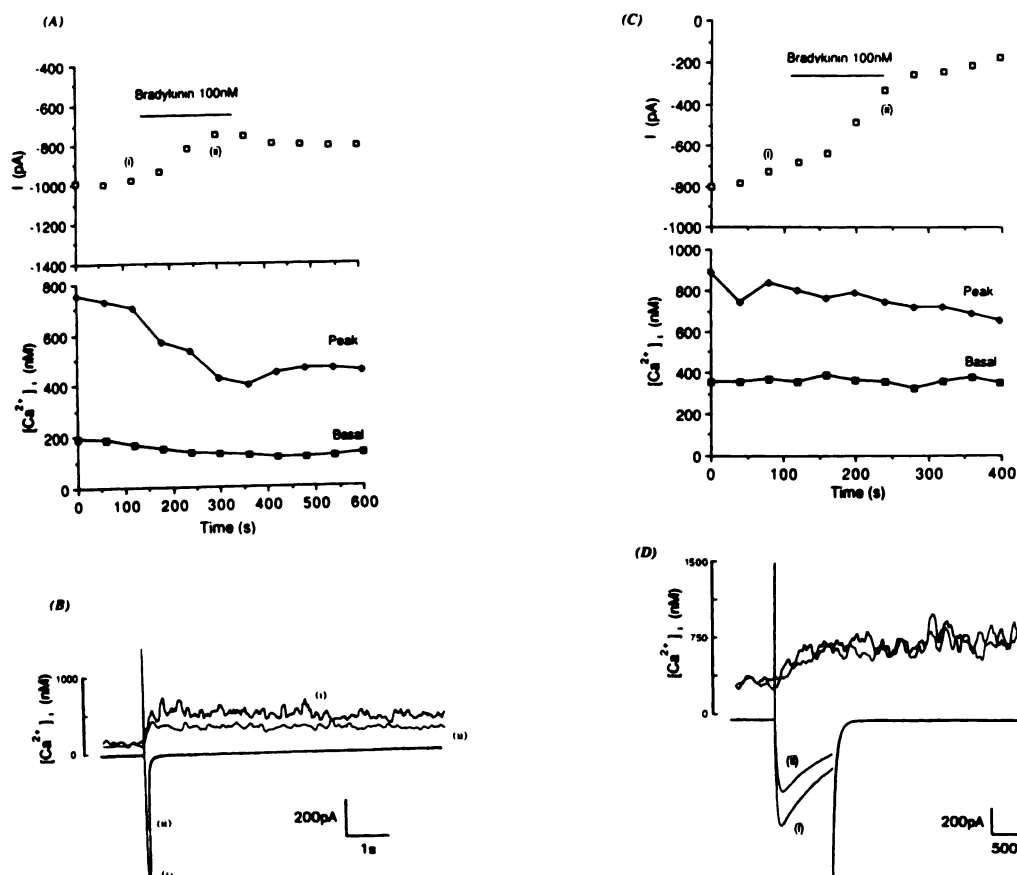 (A)
-400
-600
-800
-1000
-1200
-1400
I (pA)
Bradykinin 100nM
(i)
(ii)
800
600
400
200
0
[Ca2+], (nM)
Peak
Basal
0 100 200 300 400 500 600
Time (s)
(B)
1000
0
[Ca2+], (nM)
(i)
(ii)
(ii)
200pA
1s
(C)
0
-200
-400
-600
-800
-1000
I (pA)
Bradykinin 100nM
(i)
(ii)
1000
800
600
400
200
0
[Ca2+], (nM)
Peak
Basal
0 100 200 300 400
Time (s)
(D)
1500
750
0
[Ca2+], (nM)
(ii)
(i)
200pA
500